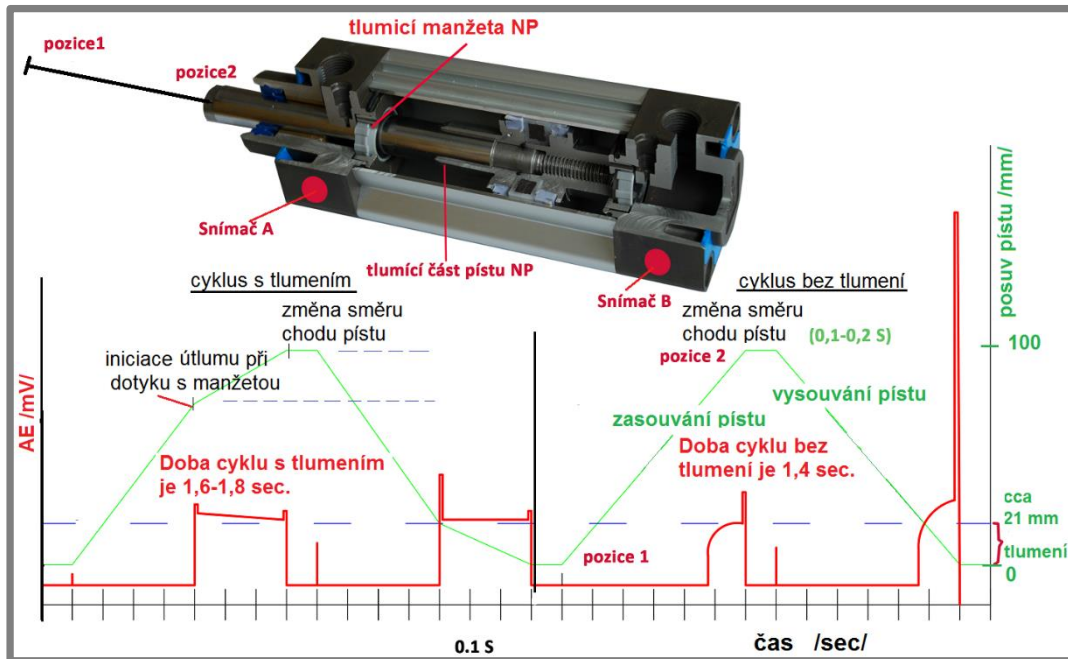 pozice1
tlumicí manžeta NP
pozice2
Snímač A
tlumící část pístu NP
Snímač B
posuv pístu /mm/
cyklus s tlumením
změna směru
chodu pístu
iniciace útlumu při
dotyku s manžetou
AE /mV/
Doba cyklu s tlumením
je 1,6-1,8 sec.
cyklus bez tlumení
změna směru
chodu pístu
(0,1-0,2 S)
pozice 2
100
vysouvání pístu
zasouvání pístu
Doba cyklu bez
tlumení je 1,4 sec.
cca
21 mm
tlumení
pozice 1
0
0.1 S
čas /sec/